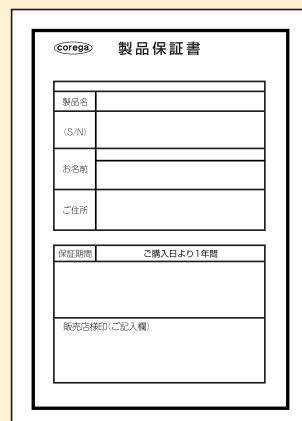 corega 製品保証書
製品名
(S/N)
お名前
ご住所
保証期間 ご購入日より1年間
販売店様印(ご記入欄)